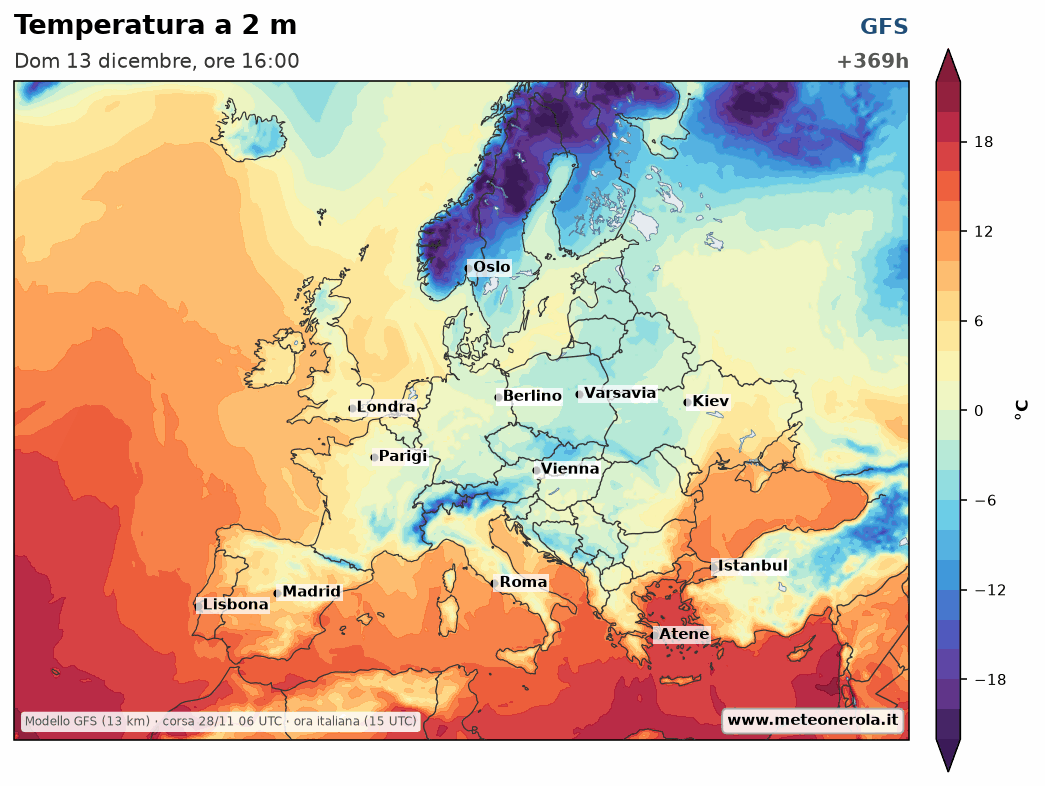 Temperatura a 2 m
GFS
Dom 13 dicembre, ore 16:00
+369h
18
12
6
0
−6
−12
−18
°C
Oslo
Londra
Berlino
Varsavia
Kiev
Parigi
Vienna
Istanbul
Roma
Madrid
Lisbona
Atene
Modello GFS (13 km) · corsa 28/11 06 UTC · ora italiana (15 UTC)
www.meteonerola.it